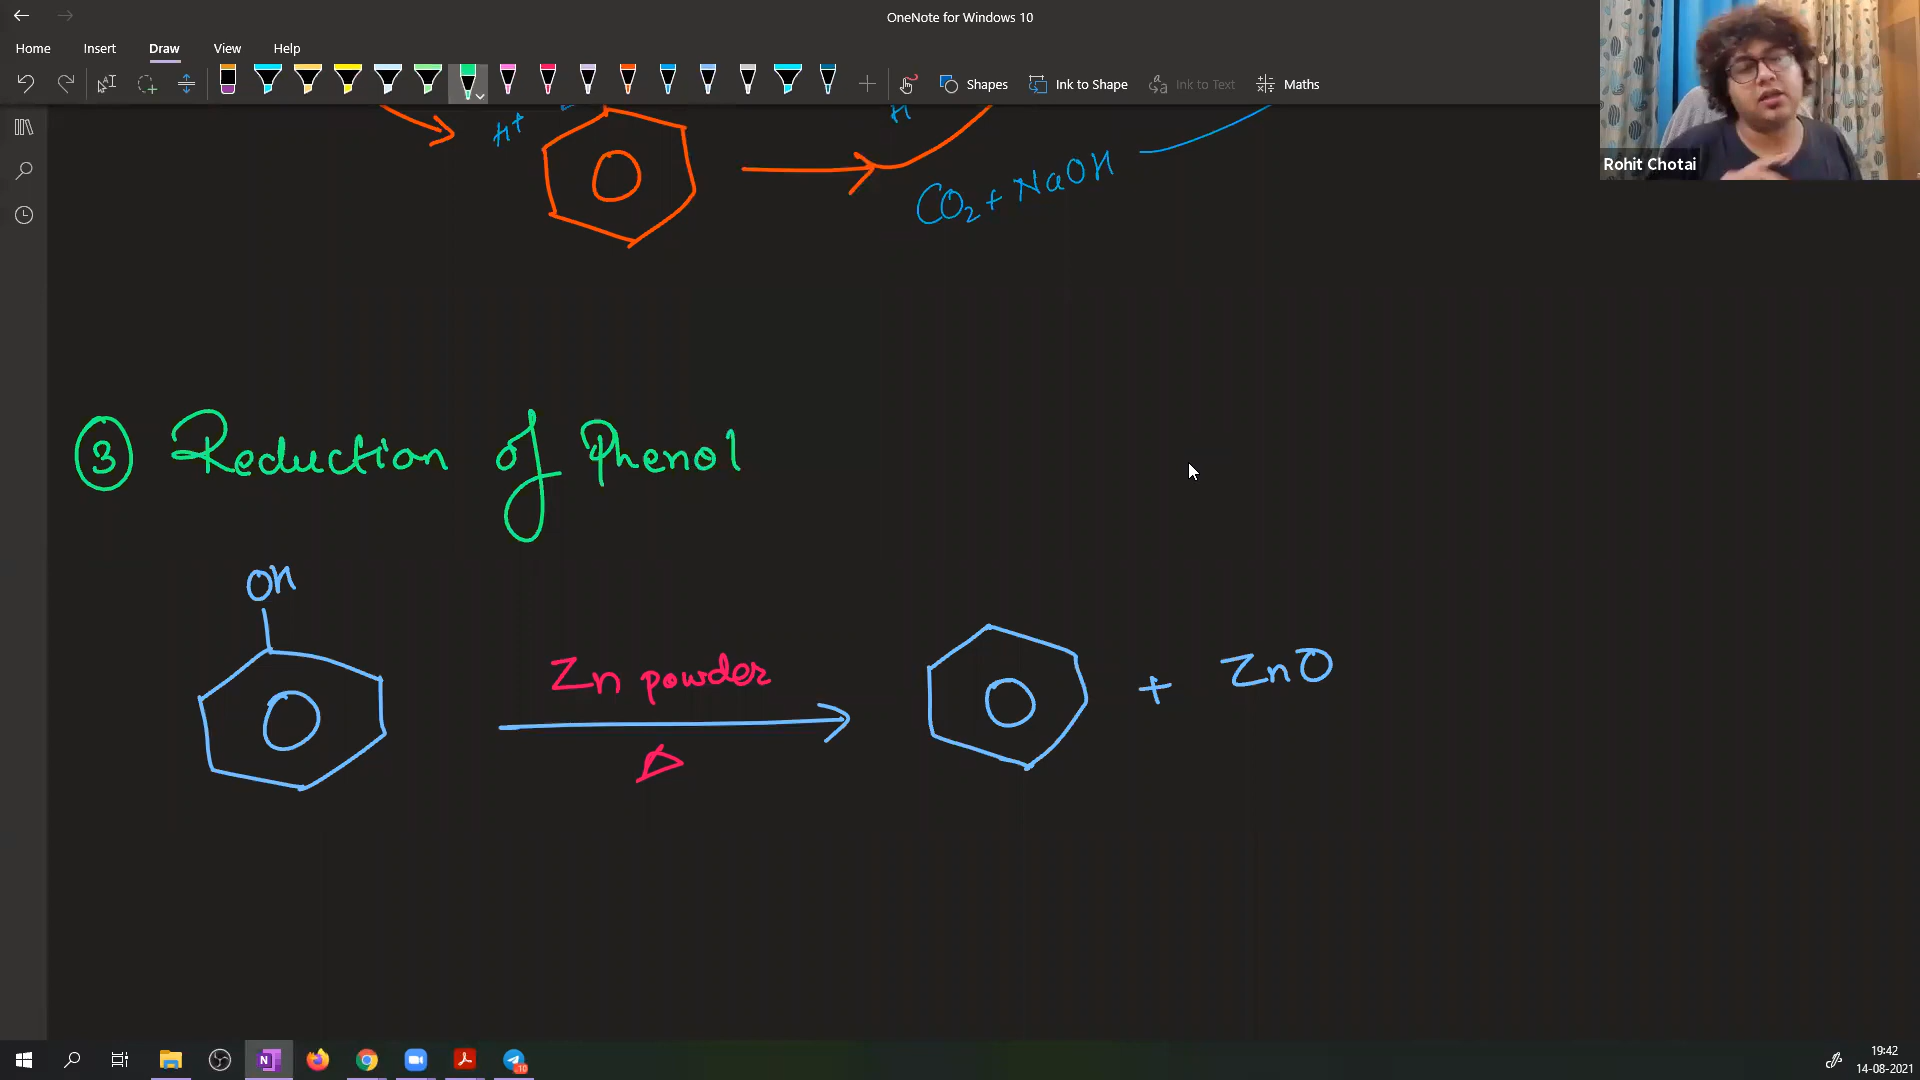 OneNote for Windows 10
Home Insert Draw View Help
Shapes Ink to Shape Ink to Text Maths
Rohit Chotai
H+
H
CO2 + NaOH
3 Reduction of Phenol
OH
Zn powder
Δ
+ ZnO
10
19:42
14-08-2021